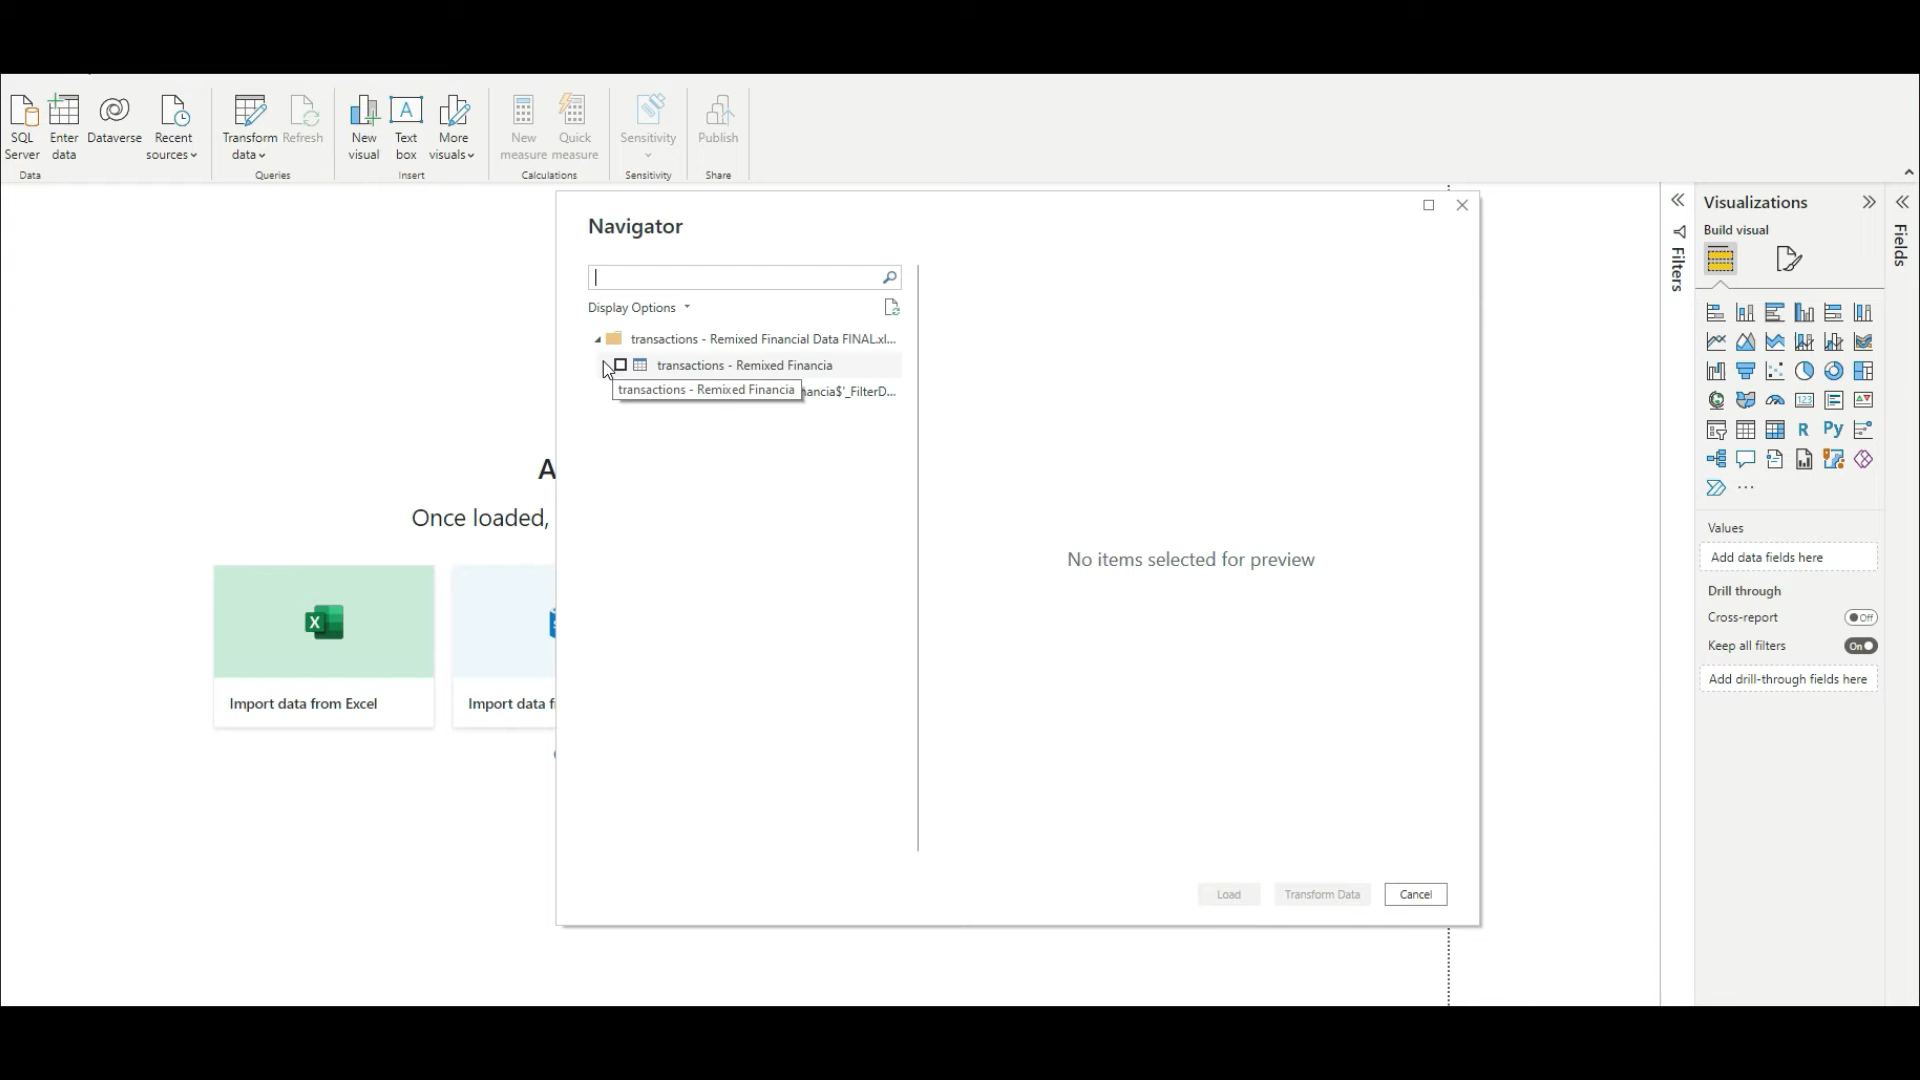 SQL
Server
Enter
data
Dataverse
Recent
sources
Data
Transform
data
Refresh
Queries
New
visual
A
Text
box
More
visuals
Insert
New
measure
Quick
measure
Calculations
Sensitivity
Sensitivity
Publish
Share
Navigator
Display Options
transactions - Remixed Financial Data FINAL.xl...
transactions - Remixed Financia
transactions - Remixed Financia
nancia$'_FilterD...
No items selected for preview
Load
Transform Data
Cancel
A
Once loaded,
X
Import data from Excel
Import data f
Filters
Visualizations
Build visual
123
R
Py
Values
Add data fields here
Drill through
Cross-report
Off
Keep all filters
On
Add drill-through fields here
Fields